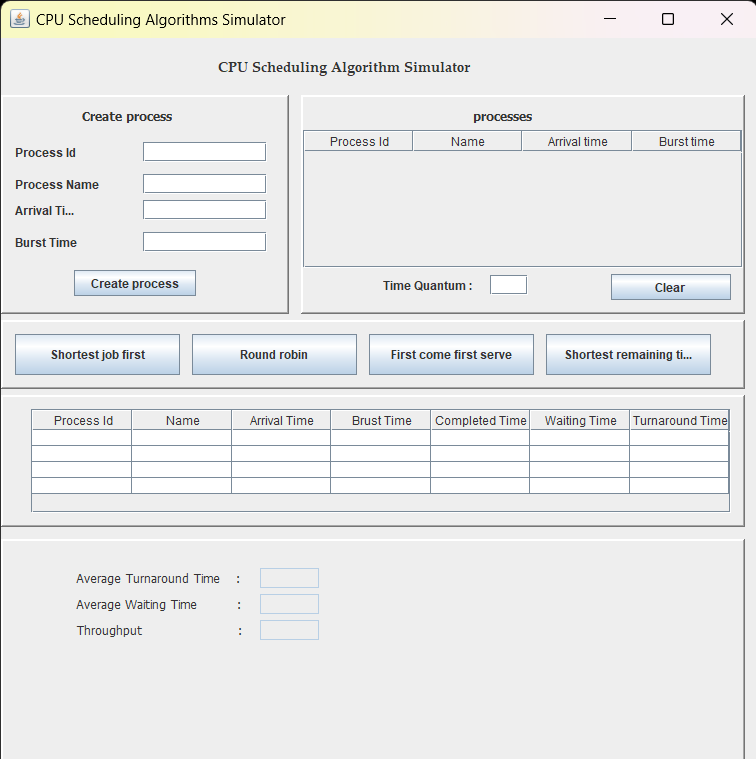 CPU Scheduling Algorithms Simulator
CPU Scheduling Algorithm Simulator
Create process
Process Id
Process Name
Arrival Ti...
Burst Time
Create process
processes
Process Id Name Arrival time Burst time
Time Quantum : Clear
Shortest job first Round robin First come first serve Shortest remaining ti...
Process Id Name Arrival Time Brust Time Completed Time Waiting Time Turnaround Time
Average Turnaround Time :
Average Waiting Time :
Throughput :